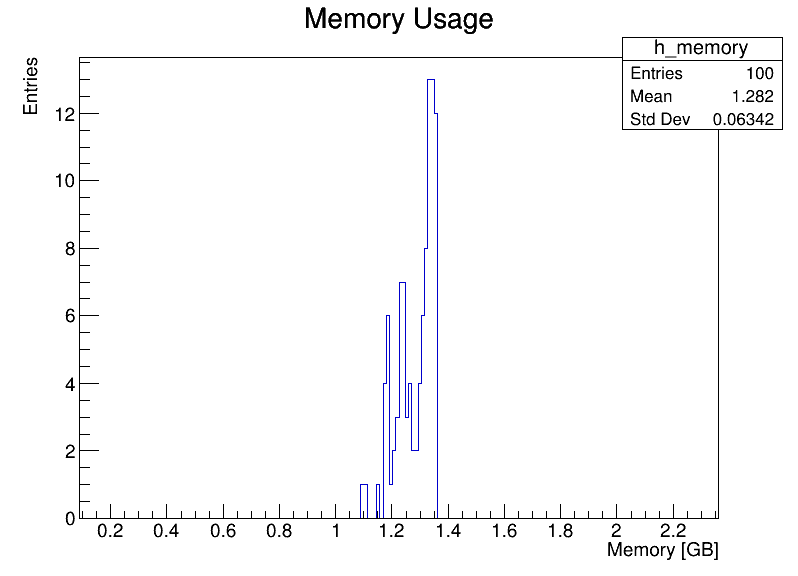 Memory Usage
h_memory
Entries 100
Mean 1.282
Std Dev 0.06342
Entries
12
10
8
6
4
2
0
0.2 0.4 0.6 0.8 1 1.2 1.4 1.6 1.8 2 2.2
Memory [GB]